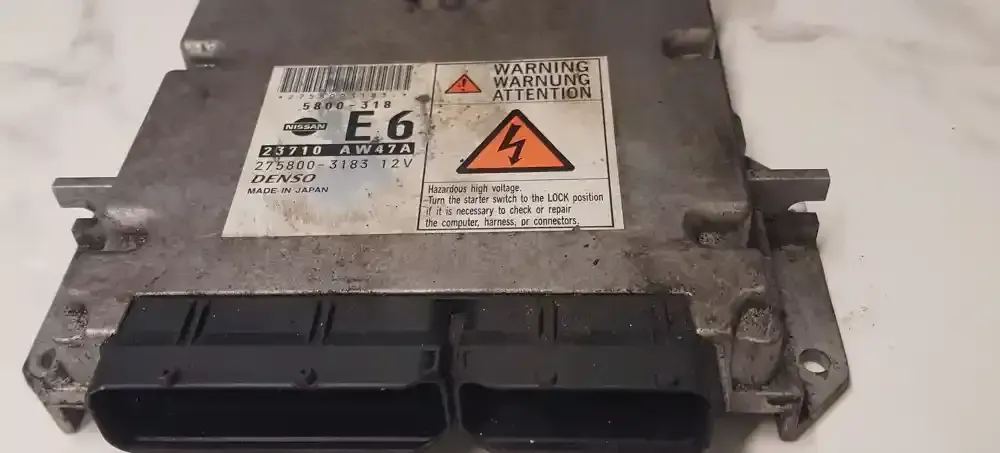 *2758003183*
5800-318
NISSAN E6
23710 AW47A
275800-3183 12V
DENSO
MADE IN JAPAN
WARNING
WARNUNG
ATTENTION
Hazardous high voltage.
Turn the starter switch to the LOCK position
if it is necessary to check or repair
the computer, harness, or connectors.